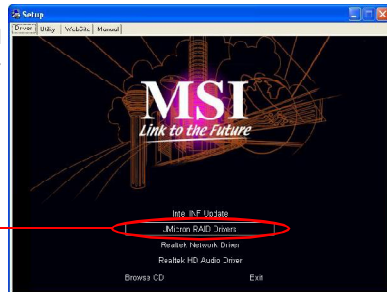 Setup
Driver Utility WebSite Manual
MSI
Link to the Future
Intel INF Update
JMicron RAID Drivers
Realtek Network Driver
Realtek HD Audio Driver
Browse CD Exit